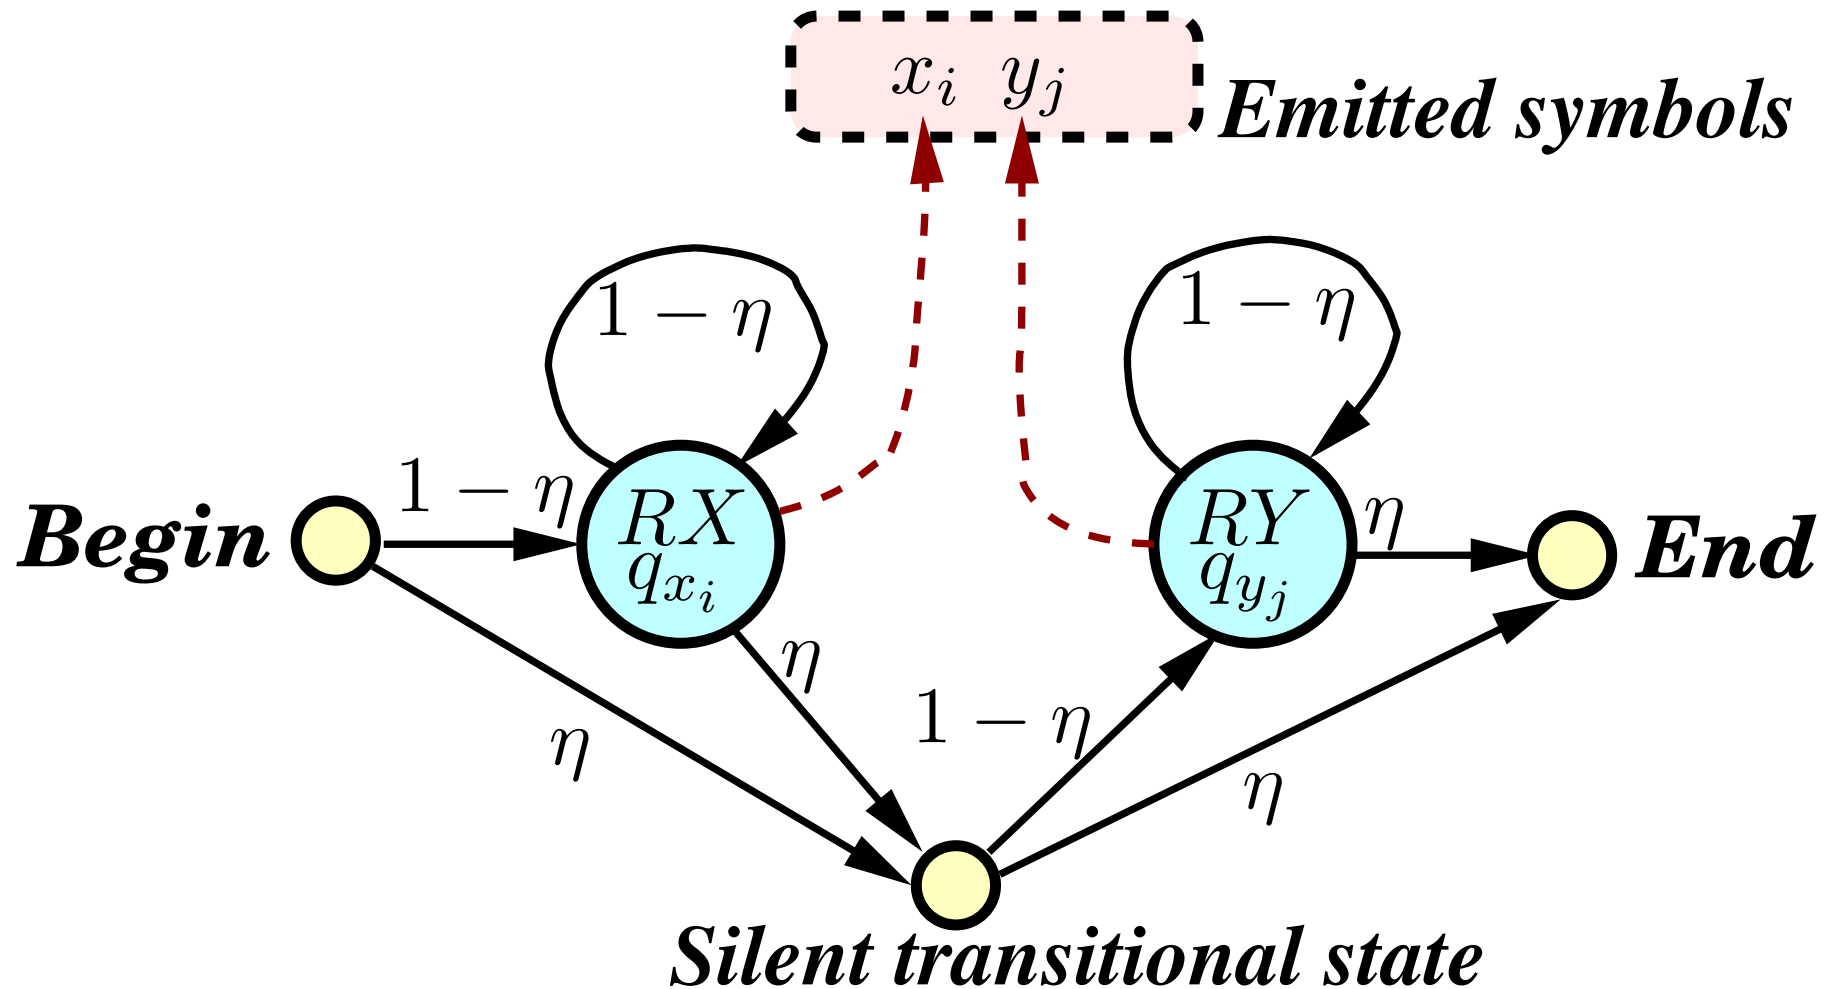 x_i y_j
Emitted symbols
1 − η
1 − η
Begin
1 − η
RX
q_{x_i}
RY
q_{y_j}
η
End
η
η
1 − η
η
Silent transitional state